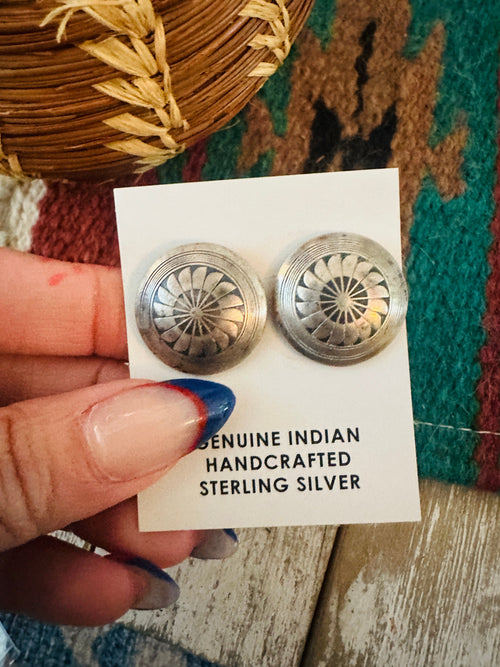 GENUINE INDIAN
HANDCRAFTED
STERLING SILVER